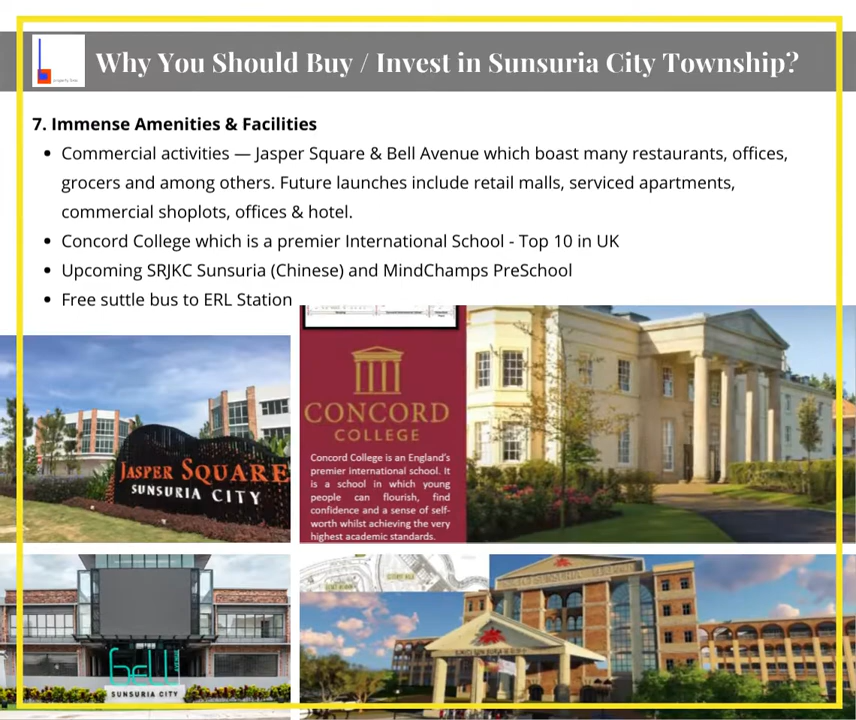 Why You Should Buy / Invest in Sunsuria City Township?
7. Immense Amenities & Facilities
• Commercial activities — Jasper Square & Bell Avenue which boast many restaurants, offices,
grocers and among others. Future launches include retail malls, serviced apartments,
commercial shoplots, offices & hotel.
• Concord College which is a premier International School - Top 10 in UK
• Upcoming SRJKC Sunsuria (Chinese) and MindChamps PreSchool
• Free suttle bus to ERL Station
CONCORD
COLLEGE
Concord College is an England's
premier international school. It
is a school in which young
people can flourish, find
confidence and a sense of self-
worth whilst achieving the very
highest academic standards.
JASPER SQUARE
SUNSURIA CITY
bell
SUNSURIA CITY